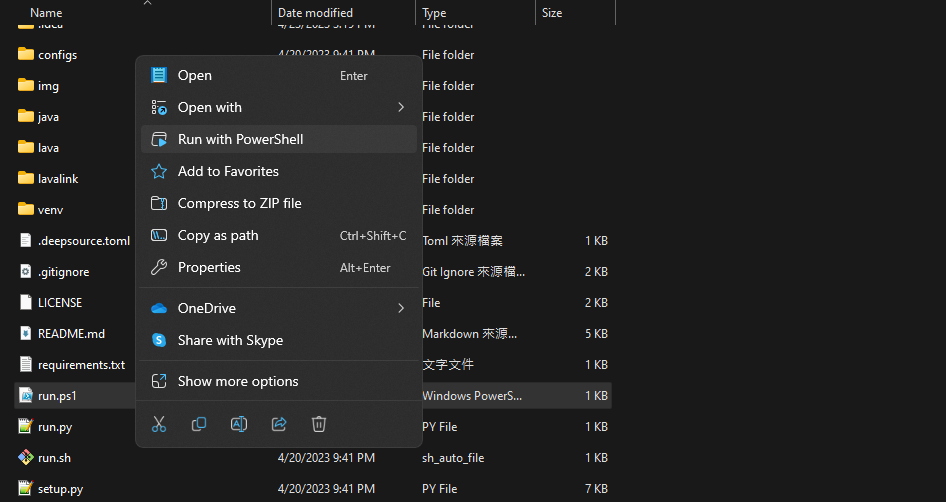 Name Date modified Type Size
.idea 4/25/2023 3:19 PM File folder
configs 4/20/2023 9:41 PM File folder
img File folder
java File folder
lava File folder
lavalink File folder
venv File folder
.deepsource.toml Toml 來源檔案 1 KB
.gitignore Git Ignore 來源檔... 2 KB
LICENSE File 2 KB
README.md Markdown 來源... 5 KB
requirements.txt 文字文件 1 KB
run.ps1 Windows PowerS... 1 KB
run.py PY File 1 KB
run.sh 4/20/2023 9:41 PM sh_auto_file 1 KB
setup.py 4/20/2023 9:41 PM PY File 7 KB
Open Enter
Open with
Run with PowerShell
Add to Favorites
Compress to ZIP file
Copy as path Ctrl+Shift+C
Properties Alt+Enter
OneDrive
Share with Skype
Show more options